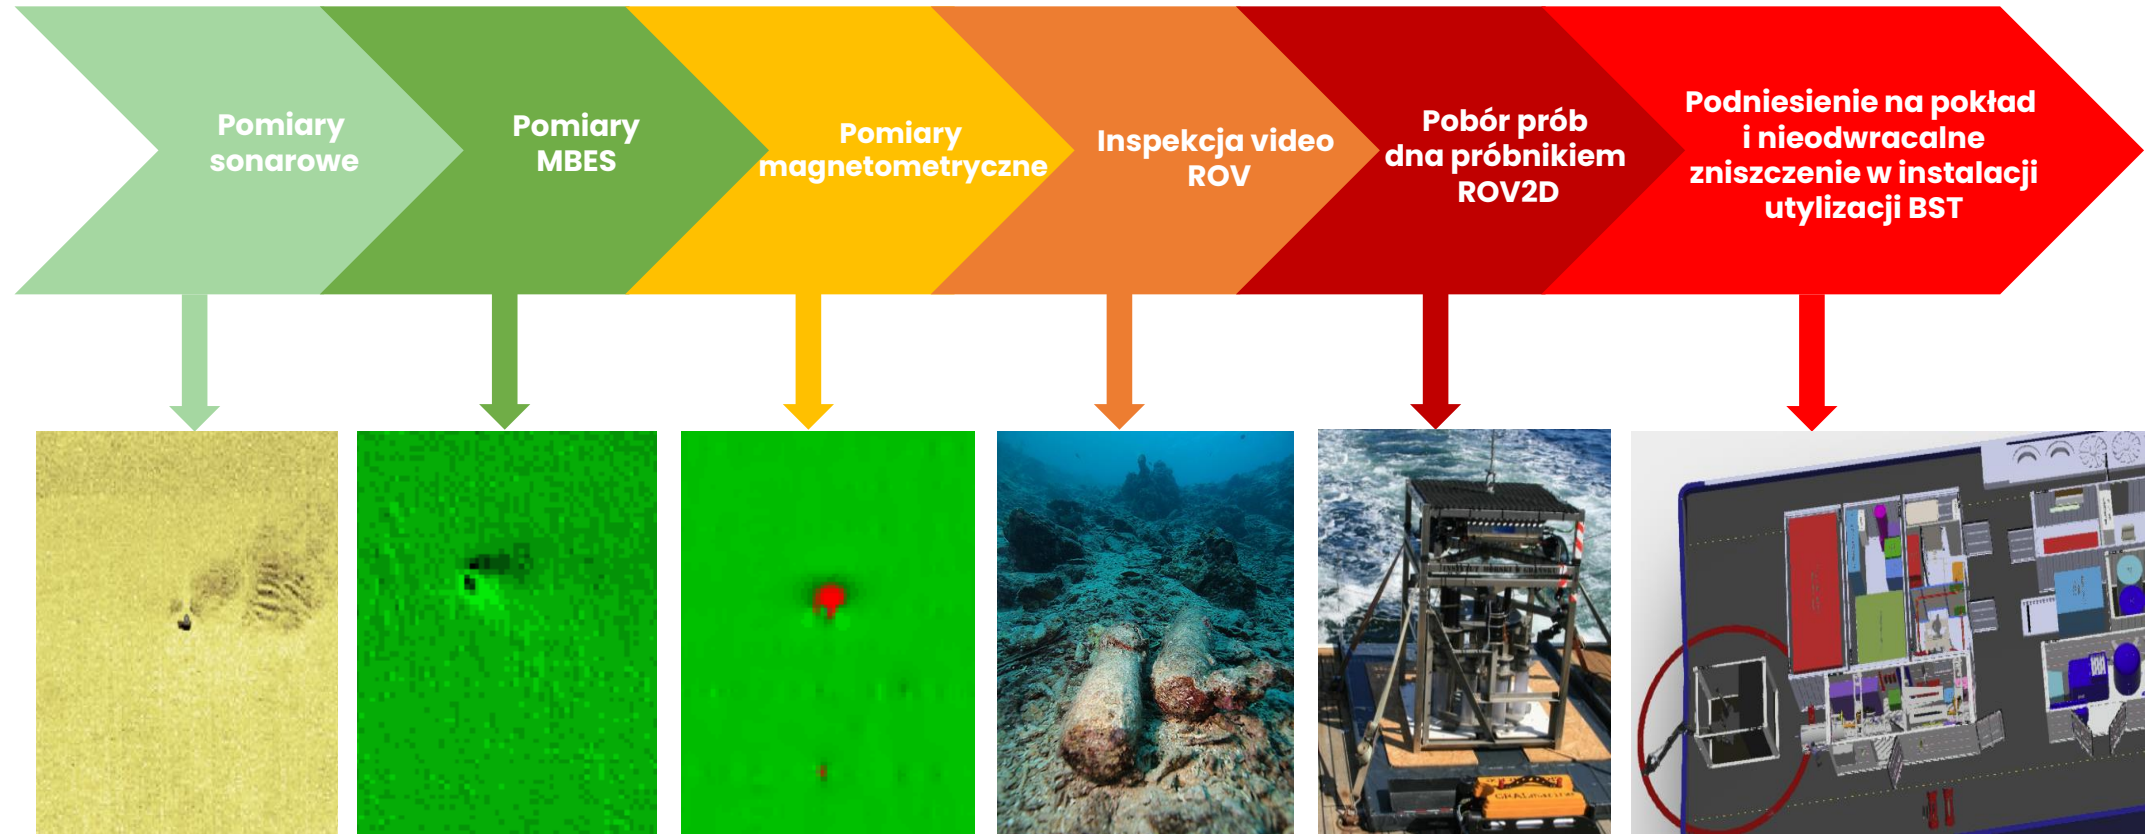 Pomiary
sonarowe
Pomiary
MBES
Pomiary
magnetometryczne
Inspekcja video
ROV
Pobór prób
dna próbnikiem
ROV2D
Podniesienie na pokład
i nieodwracalne
zniszczenie w instalacji
utylizacji BST